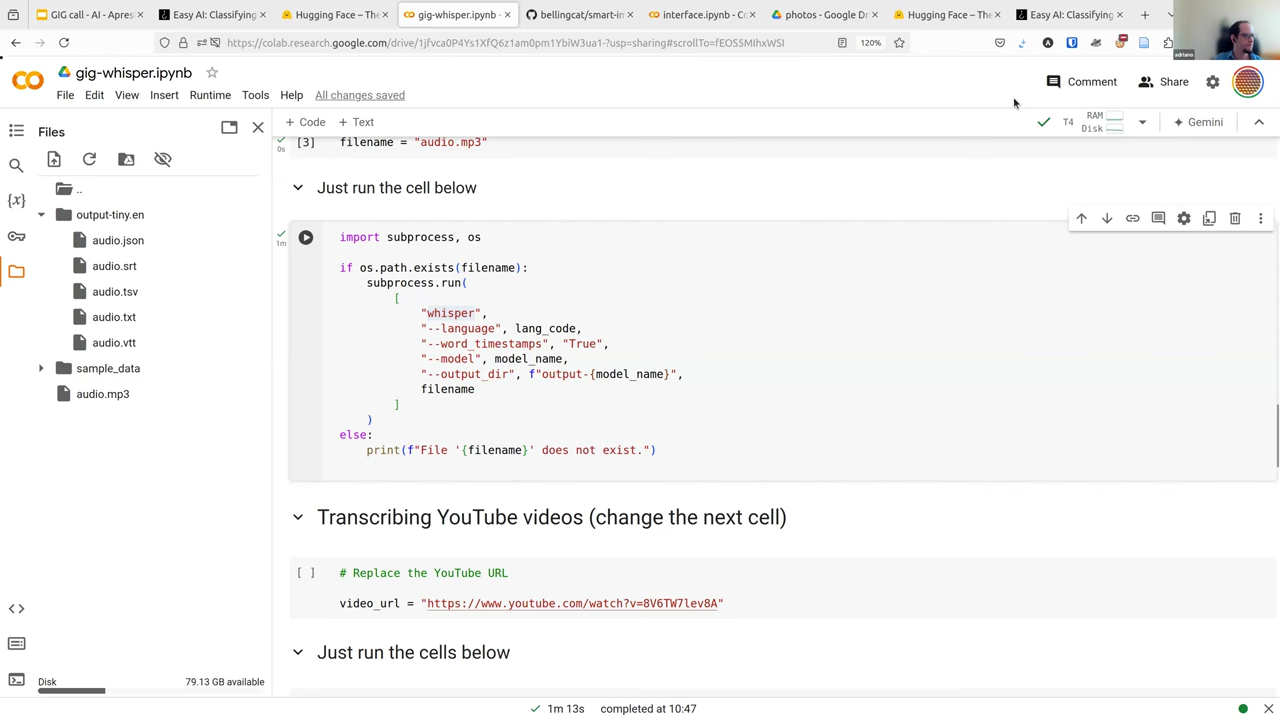 GIG call - AI - Apres
Easy AI: Classifying
Hugging Face – The
gig-whisper.ipynb -
bellingcat/smart-in
interface.ipynb - Co
photos - Google Dr
Hugging Face – The
Easy AI: Classifying
https://colab.research.google.com/drive/1jfvca0P4Ys1XfQ6z1am0pm1YbiW3ua1-?usp=sharing#scrollTo=fEOS5MIhxWSI
120%
adriano
gig-whisper.ipynb
Comment
Share
File Edit View Insert Runtime Tools Help All changes saved
+ Code + Text
T4
RAM
Disk
Gemini
Files
..
output-tiny.en
audio.json
audio.srt
audio.tsv
audio.txt
audio.vtt
sample_data
audio.mp3
Disk 79.13 GB available
0s
[3] filename = "audio.mp3"
Just run the cell below
1m
import subprocess, os
if os.path.exists(filename):
subprocess.run(
[
"whisper",
"--language", lang_code,
"--word_timestamps", "True",
"--model", model_name,
"--output_dir", f"output-{model_name}",
filename
]
)
else:
print(f"File '{filename}' does not exist.")
Transcribing YouTube videos (change the next cell)
[ ] # Replace the YouTube URL
video_url = "https://www.youtube.com/watch?v=8V6TW7lev8A"
Just run the cells below
1m 13s completed at 10:47